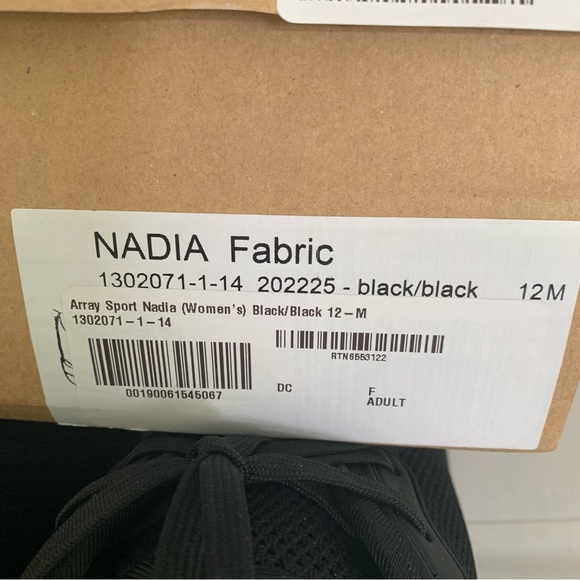 NADIA Fabric
1302071-1-14 202225 - black/black 12M
Array Sport Nadia (Women's) Black/Black 12-M
1302071-1-14
RTN6553122
00190061545067
DC
F
ADULT